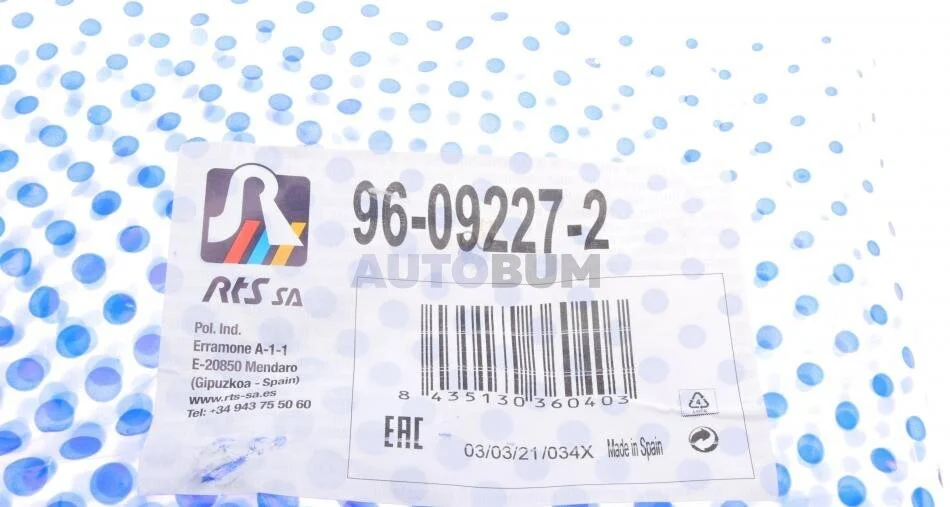 96-09227-2
AUTOBUM
RTS SA
Pol. Ind.
Erramone A-1-1
E-20850 Mendaro
(Gipuzkoa - Spain)
www.rts-sa.es
Tel: +34 943 75 50 60
8 435130 360403
EAC
03/03/21/034X Made in Spain